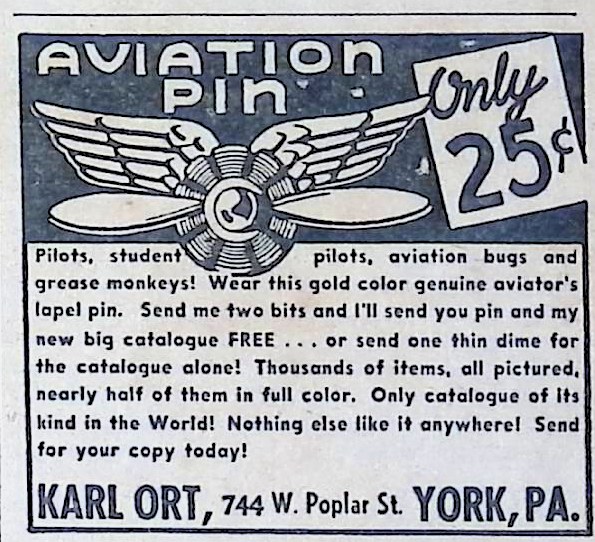 AVIATION
PIN
Only
25¢
Pilots, student pilots, aviation bugs and
grease monkeys! Wear this gold color genuine aviator's
lapel pin. Send me two bits and I'll send you pin and my
new big catalogue FREE . . . or send one thin dime for
the catalogue alone! Thousands of items, all pictured,
nearly half of them in full color. Only catalogue of its
kind in the World! Nothing else like it anywhere! Send
for your copy today!
KARL ORT, 744 W. Poplar St. YORK, PA.